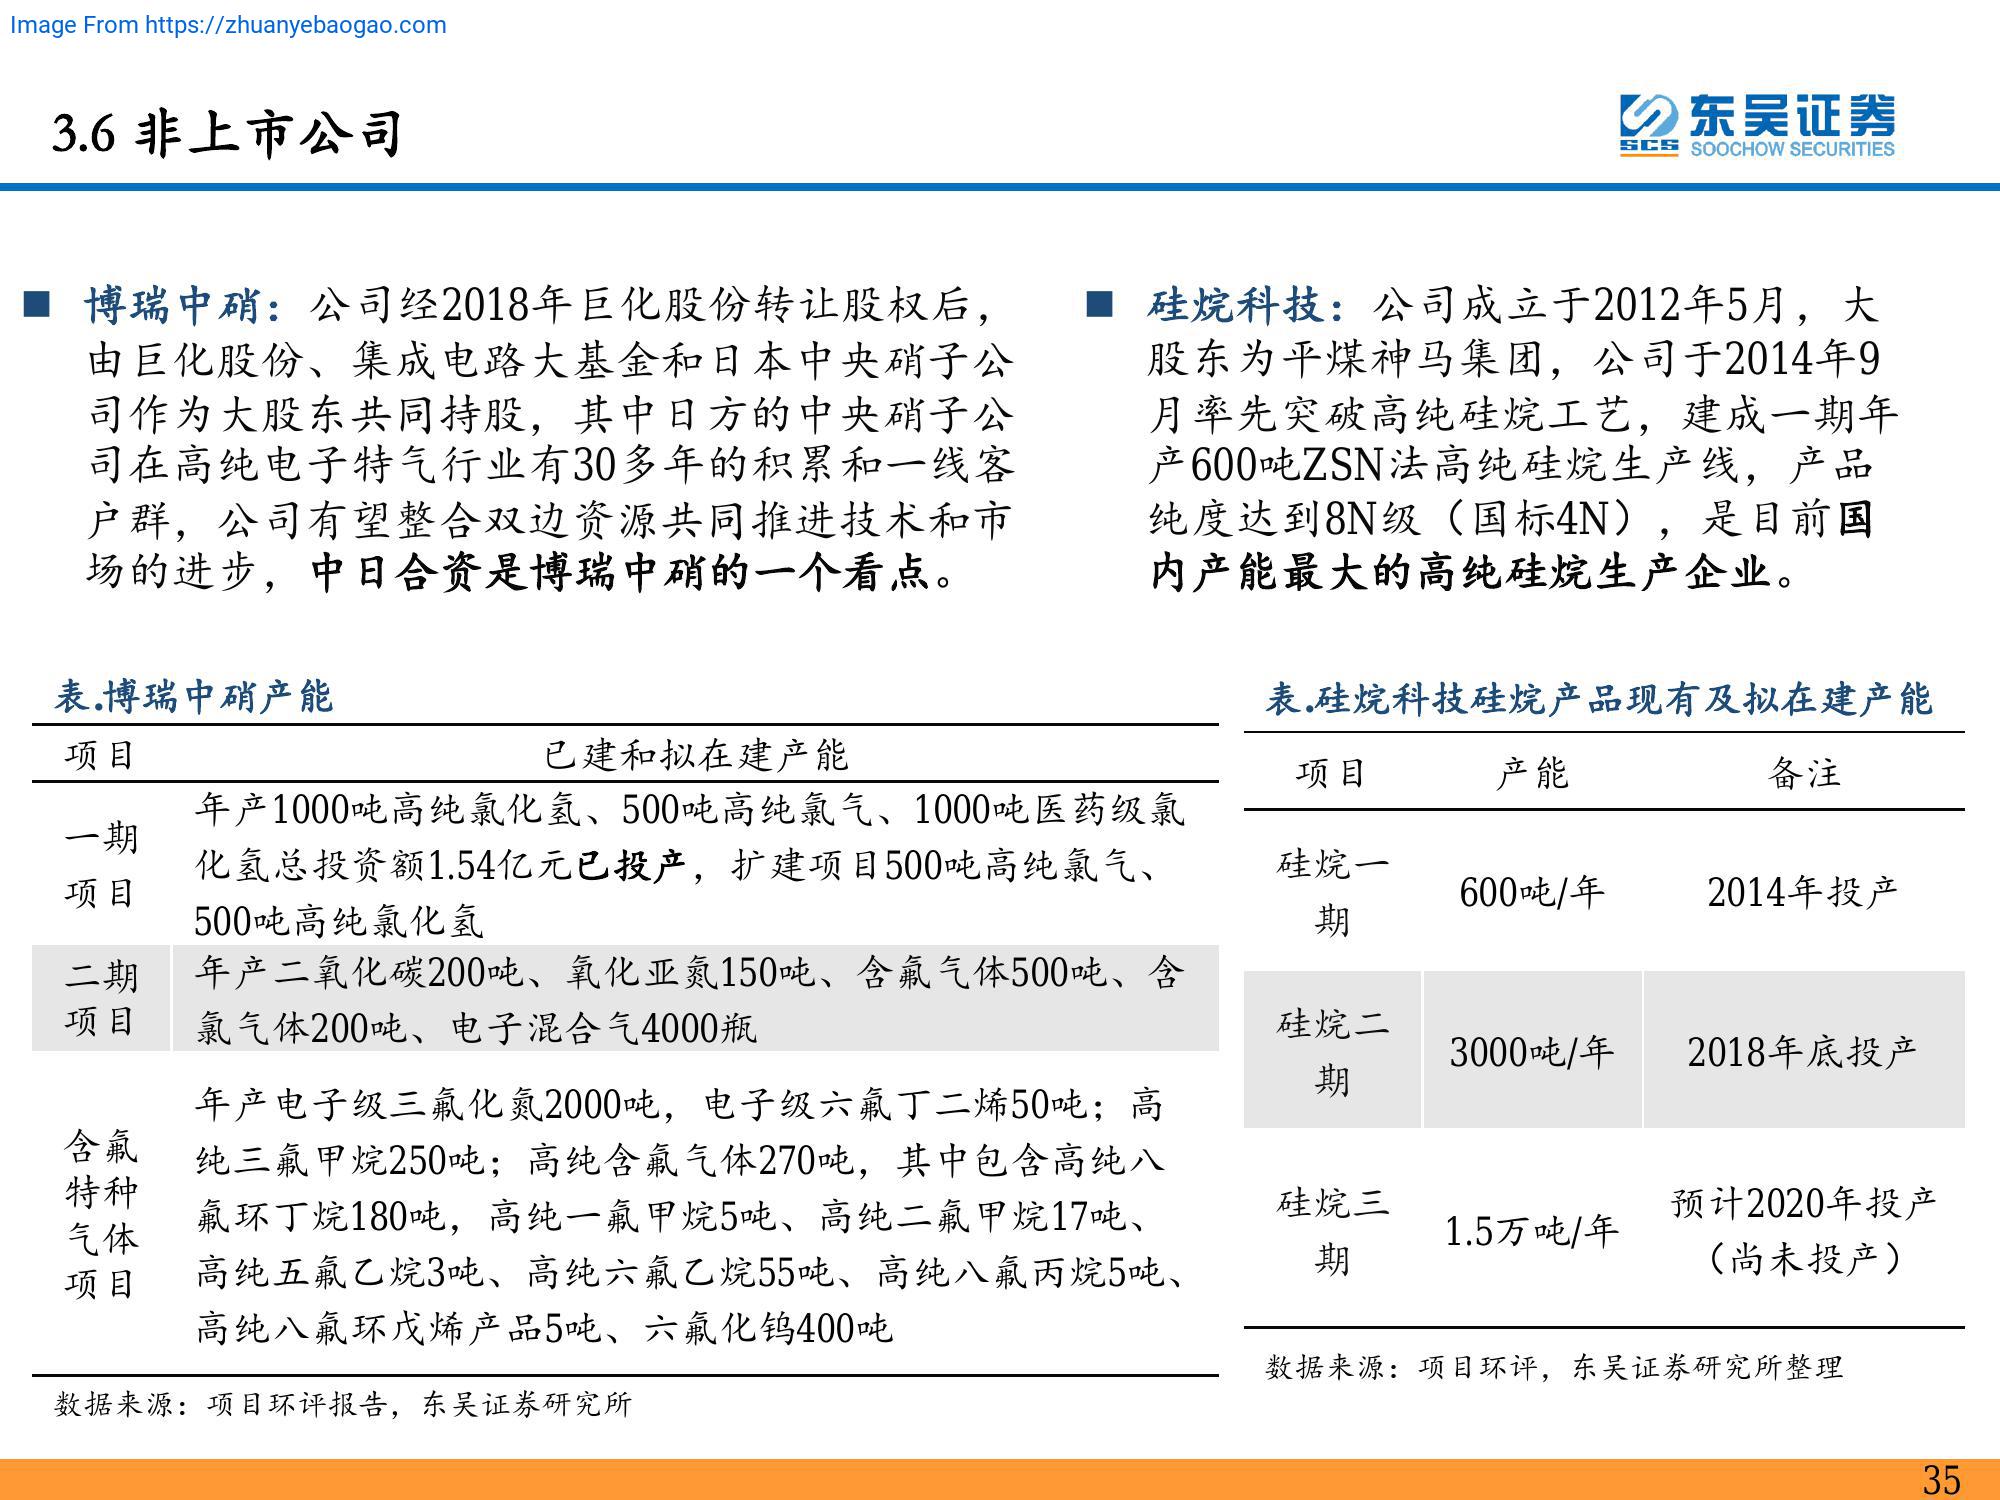 Image From https://zhuanyebaogao.com
3.6 非上市公司
东吴证券
SCS
SOOCHOW SECURITIES
■ 博瑞中硝：公司经2018年巨化股份转让股权后，
由巨化股份、集成电路大基金和日本中央硝子公
司作为大股东共同持股，其中日方的中央硝子公
司在高纯电子特气行业有30多年的积累和一线客
户群，公司有望整合双边资源共同推进技术和市
场的进步，中日合资是博瑞中硝的一个看点。
■ 硅烷科技：公司成立于2012年5月，大
股东为平煤神马集团，公司于2014年9
月率先突破高纯硅烷工艺，建成一期年
产600吨ZSN法高纯硅烷生产线，产品
纯度达到8N级（国标4N），是目前国
内产能最大的高纯硅烷生产企业。
表.博瑞中硝产能
项目 已建和拟在建产能
一期
项目
年产1000吨高纯氯化氢、500吨高纯氯气、1000吨医药级氯
化氢总投资额1.54亿元已投产，扩建项目500吨高纯氯气、
500吨高纯氯化氢
二期
项目
年产二氧化碳200吨、氧化亚氮150吨、含氟气体500吨、含
氯气体200吨、电子混合气4000瓶
含氟
特种
气体
项目
年产电子级三氟化氮2000吨，电子级六氟丁二烯50吨；高
纯三氟甲烷250吨；高纯含氟气体270吨，其中包含高纯八
氟环丁烷180吨，高纯一氟甲烷5吨、高纯二氟甲烷17吨、
高纯五氟乙烷3吨、高纯六氟乙烷55吨、高纯八氟丙烷5吨、
高纯八氟环戊烯产品5吨、六氟化钨400吨
数据来源：项目环评报告，东吴证券研究所
表.硅烷科技硅烷产品现有及拟在建产能
项目 产能 备注
硅烷一
期
600吨/年 2014年投产
硅烷二
期
3000吨/年 2018年底投产
硅烷三
期
1.5万吨/年
预计2020年投产
（尚未投产）
数据来源：项目环评，东吴证券研究所整理
35